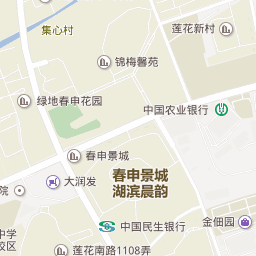 集心村
莲花新村
锦梅馨苑
绿地春申花园
中国农业银行
春申景城
春申景城
湖滨晨韵
大润发
院
金佃园
中国民生银行
中学
校区
莲花南路1108弄